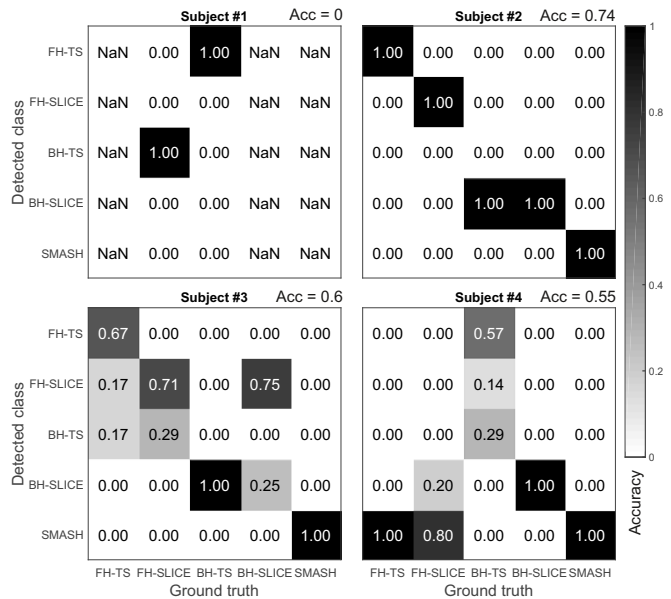 Subject #1 Acc = 0
FH-TS NaN 0.00 1.00 NaN NaN
FH-SLICE NaN 0.00 0.00 NaN NaN
BH-TS NaN 1.00 0.00 NaN NaN
BH-SLICE NaN 0.00 0.00 NaN NaN
SMASH NaN 0.00 0.00 NaN NaN
Detected class
Subject #2 Acc = 0.74
1.00 0.00 0.00 0.00 0.00
0.00 1.00 0.00 0.00 0.00
0.00 0.00 0.00 0.00 0.00
0.00 0.00 1.00 1.00 0.00
0.00 0.00 0.00 0.00 1.00
Subject #3 Acc = 0.6
FH-TS 0.67 0.00 0.00 0.00 0.00
FH-SLICE 0.17 0.71 0.00 0.75 0.00
BH-TS 0.17 0.29 0.00 0.00 0.00
BH-SLICE 0.00 0.00 1.00 0.25 0.00
SMASH 0.00 0.00 0.00 0.00 1.00
Detected class
FH-TS FH-SLICE BH-TS BH-SLICE SMASH
Ground truth
Subject #4 Acc = 0.55
0.00 0.00 0.57 0.00 0.00
0.00 0.00 0.14 0.00 0.00
0.00 0.00 0.29 0.00 0.00
0.00 0.20 0.00 1.00 0.00
1.00 0.80 0.00 0.00 1.00
FH-TS FH-SLICE BH-TS BH-SLICE SMASH
Ground truth
1
0.8
0.6
0.4
0.2
0
Accuracy